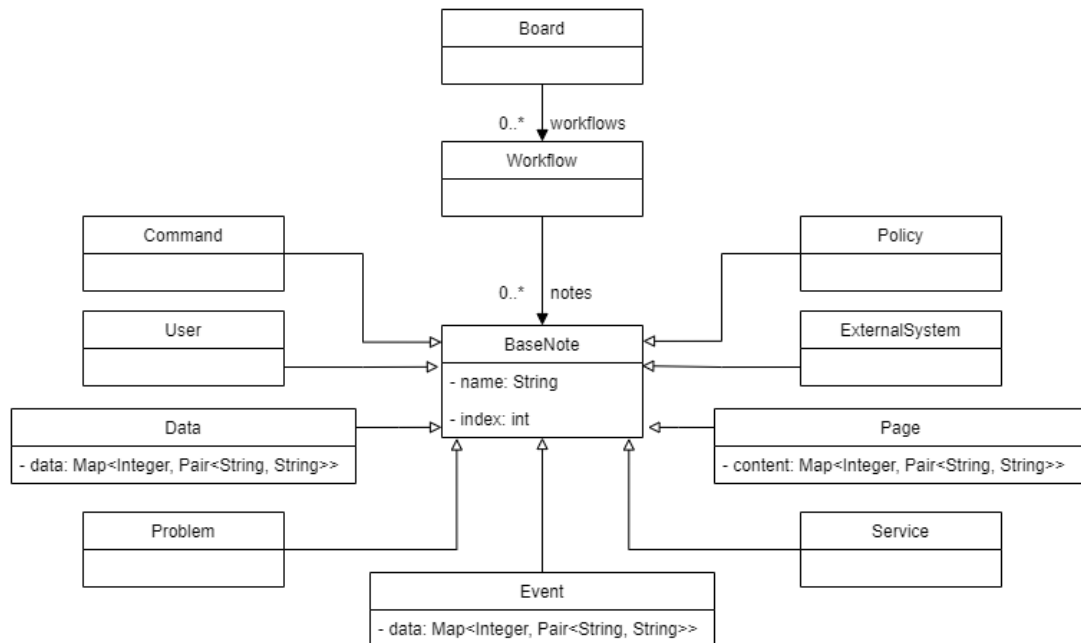 Board
0..* workflows
Workflow
Command
Policy
0..* notes
User
BaseNote
ExternalSystem
- name: String
- index: int
Data
- data: Map<Integer, Pair<String, String>>
Page
- content: Map<Integer, Pair<String, String>>
Problem
Service
Event
- data: Map<Integer, Pair<String, String>>